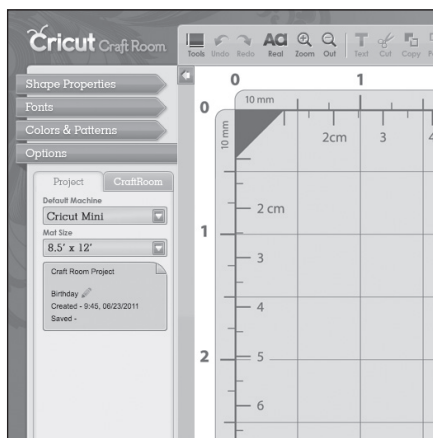 Cricut Craft Room
Tools Undo Redo Real Zoom Out Text Cut Copy
Shape Properties
Fonts
Colors & Patterns
Options
Project CraftRoom
Default Machine
Cricut Mini
Mat Size
8.5' x 12'
Craft Room Project
Birthday
Created - 9:45, 06/23/2011
Saved -
0 1
0 10 mm
10 mm
2cm 3 4
2 cm
1
3
4
2 5
6